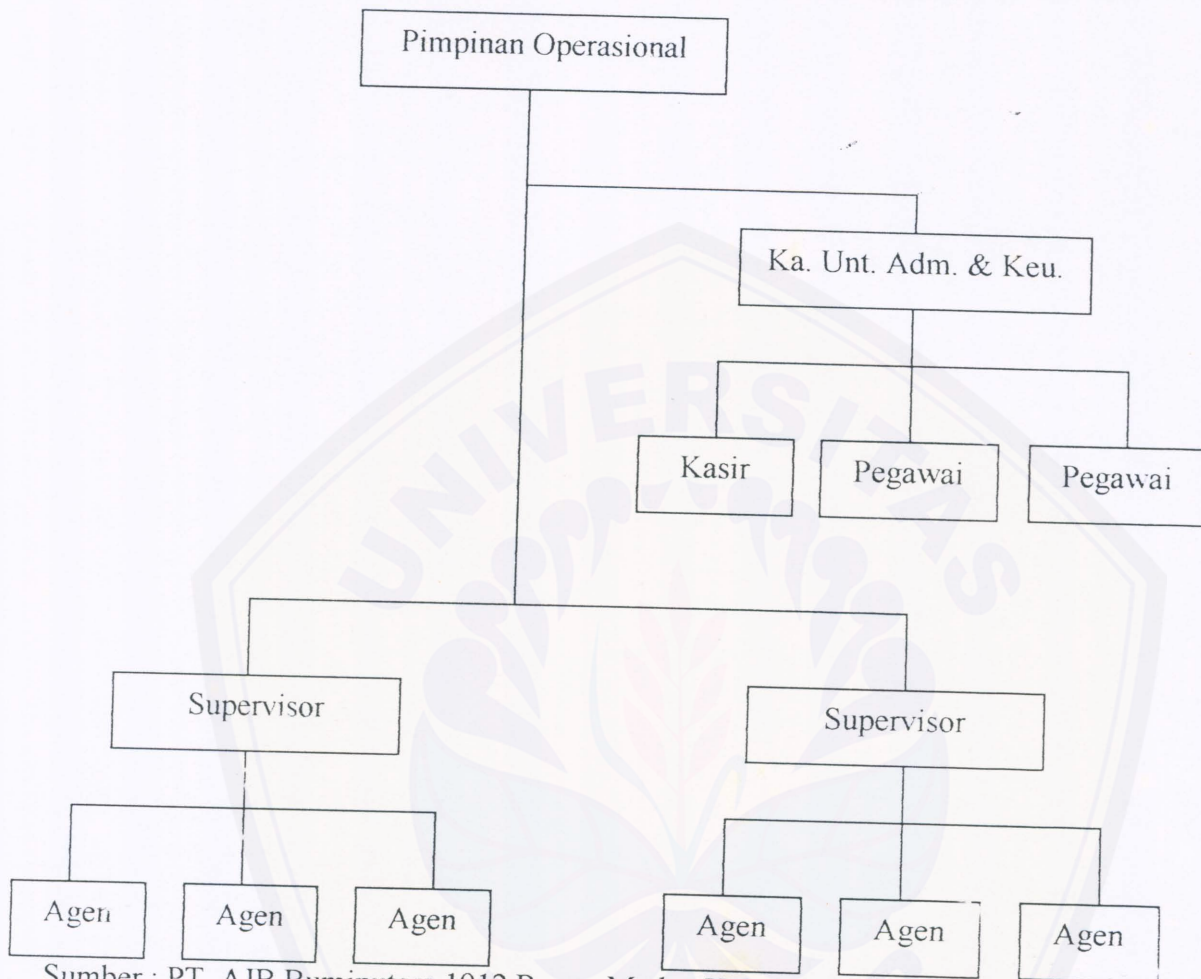 Pimpinan Operasional
Ka. Unt. Adm. & Keu.
Kasir
Pegawai
Pegawai
UNIVERSITAS
Supervisor
Supervisor
Agen
Agen
Agen
Agen
Agen
Agen
Sumber : PT. AJB Bumiputera 1912